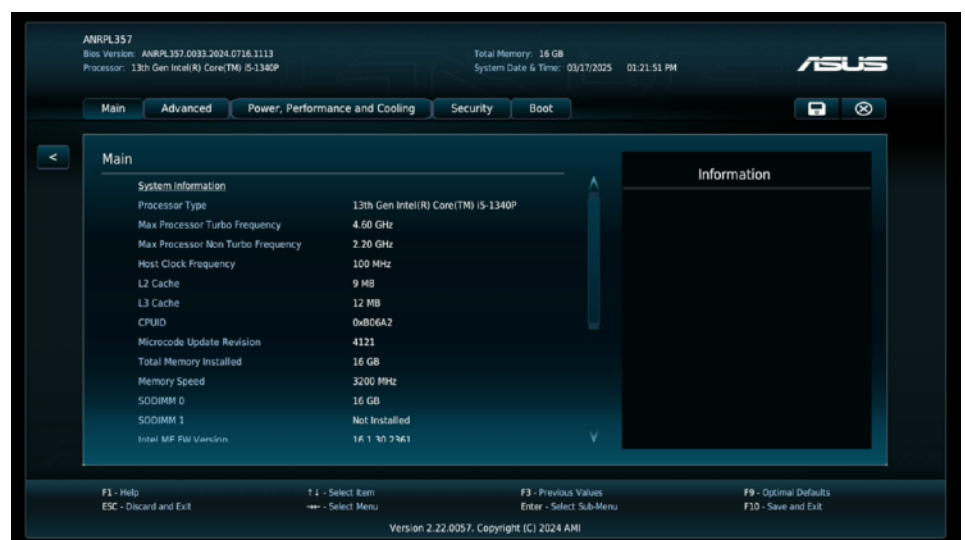 ANRPL357
Bios Version: ANRPL357.0033.2024.0716.1113
Processor: 13th Gen Intel(R) Core(TM) i5-1340P
Total Memory: 16 GB
System Date & Time: 03/17/2025 01:21:51 PM
ASUS
Main Advanced Power, Performance and Cooling Security Boot
<
Main
System Information
Processor Type 13th Gen Intel(R) Core(TM) i5-1340P
Max Processor Turbo Frequency 4.60 GHz
Max Processor Non Turbo Frequency 2.20 GHz
Host Clock Frequency 100 MHz
L2 Cache 9 MB
L3 Cache 12 MB
CPUID 0xB06A2
Microcode Update Revision 4121
Total Memory Installed 16 GB
Memory Speed 3200 MHz
SODIMM 0 16 GB
SODIMM 1 Not Installed
Intel ME FW Version 16.1.30.2361
Information
F1 - Help ↑↓ - Select Item F3 - Previous Values F9 - Optimal Defaults
ESC - Discard and Exit →← - Select Menu Enter - Select Sub-Menu F10 - Save and Exit
Version 2.22.0057. Copyright (C) 2024 AMI